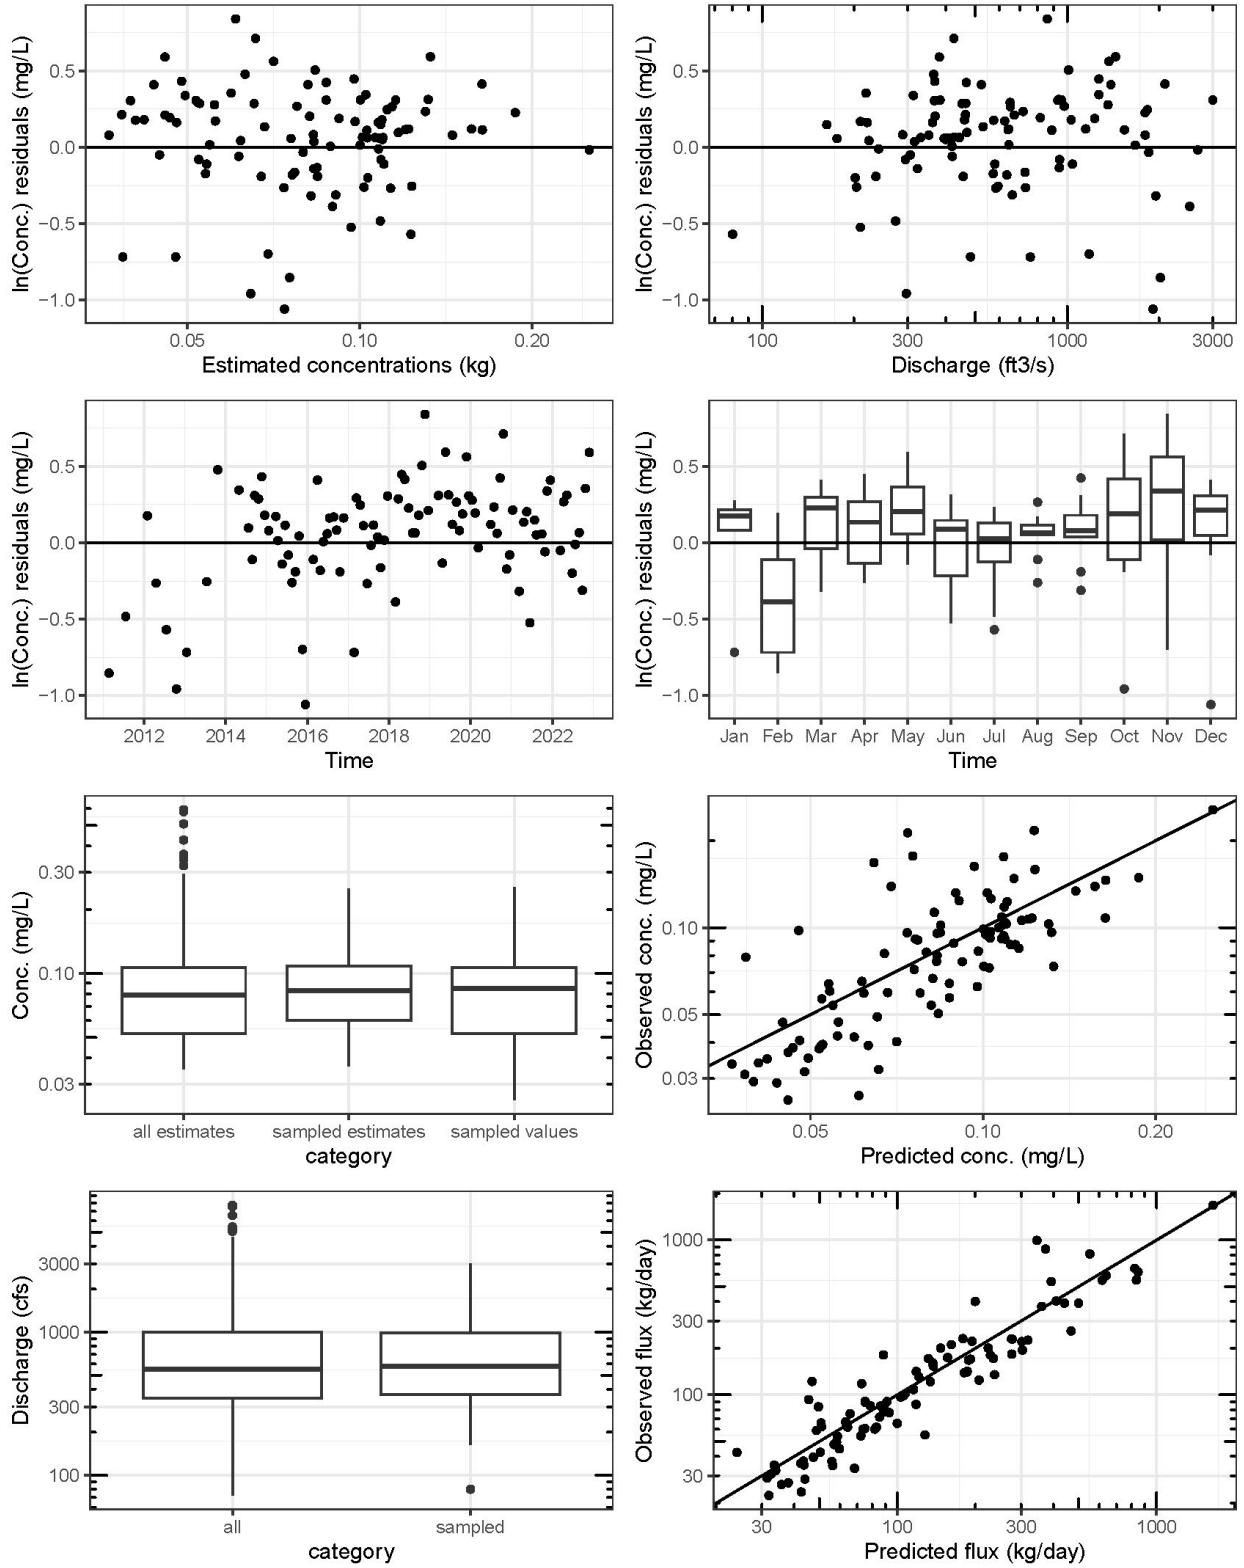 ln(Conc.) residuals (mg/L)
0.5
0.0
−0.5
−1.0
0.05 0.10 0.20
Estimated concentrations (kg)
ln(Conc.) residuals (mg/L)
0.5
0.0
−0.5
−1.0
100 300 1000 3000
Discharge (ft3/s)
ln(Conc.) residuals (mg/L)
0.5
0.0
−0.5
−1.0
2012 2014 2016 2018 2020 2022
Time
ln(Conc.) residuals (mg/L)
0.5
0.0
−0.5
−1.0
Jan Feb Mar Apr May Jun Jul Aug Sep Oct Nov Dec
Time
Conc. (mg/L)
0.30
0.10
0.03
all estimates sampled estimates sampled values
category
Observed conc. (mg/L)
0.10
0.05
0.03
0.05 0.10 0.20
Predicted conc. (mg/L)
Discharge (cfs)
3000
1000
300
100
all sampled
category
Observed flux (kg/day)
1000
300
100
30
30 100 300 1000
Predicted flux (kg/day)